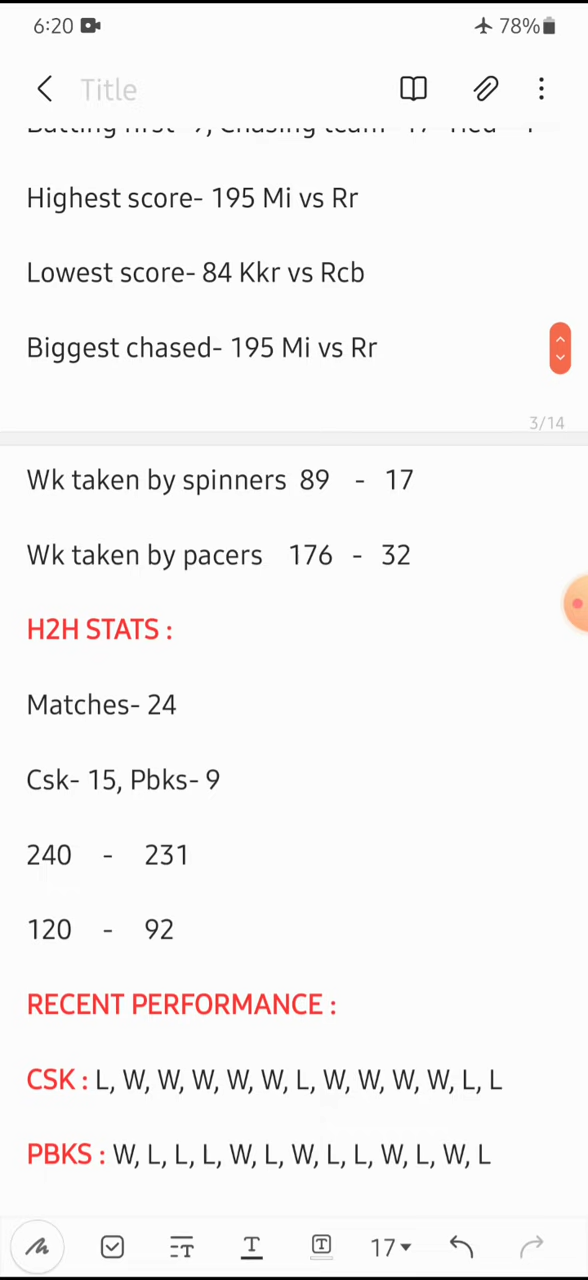 6:20 78%
Title
Highest score- 195 Mi vs Rr
Lowest score- 84 Kkr vs Rcb
Biggest chased- 195 Mi vs Rr
3/14
Wk taken by spinners 89 - 17
Wk taken by pacers 176 - 32
H2H STATS :
Matches- 24
Csk- 15, Pbks- 9
240 - 231
120 - 92
RECENT PERFORMANCE :
CSK : L, W, W, W, W, W, L, W, W, W, W, L, L
PBKS : W, L, L, L, W, L, W, L, L, W, L, W, L
T T T 17